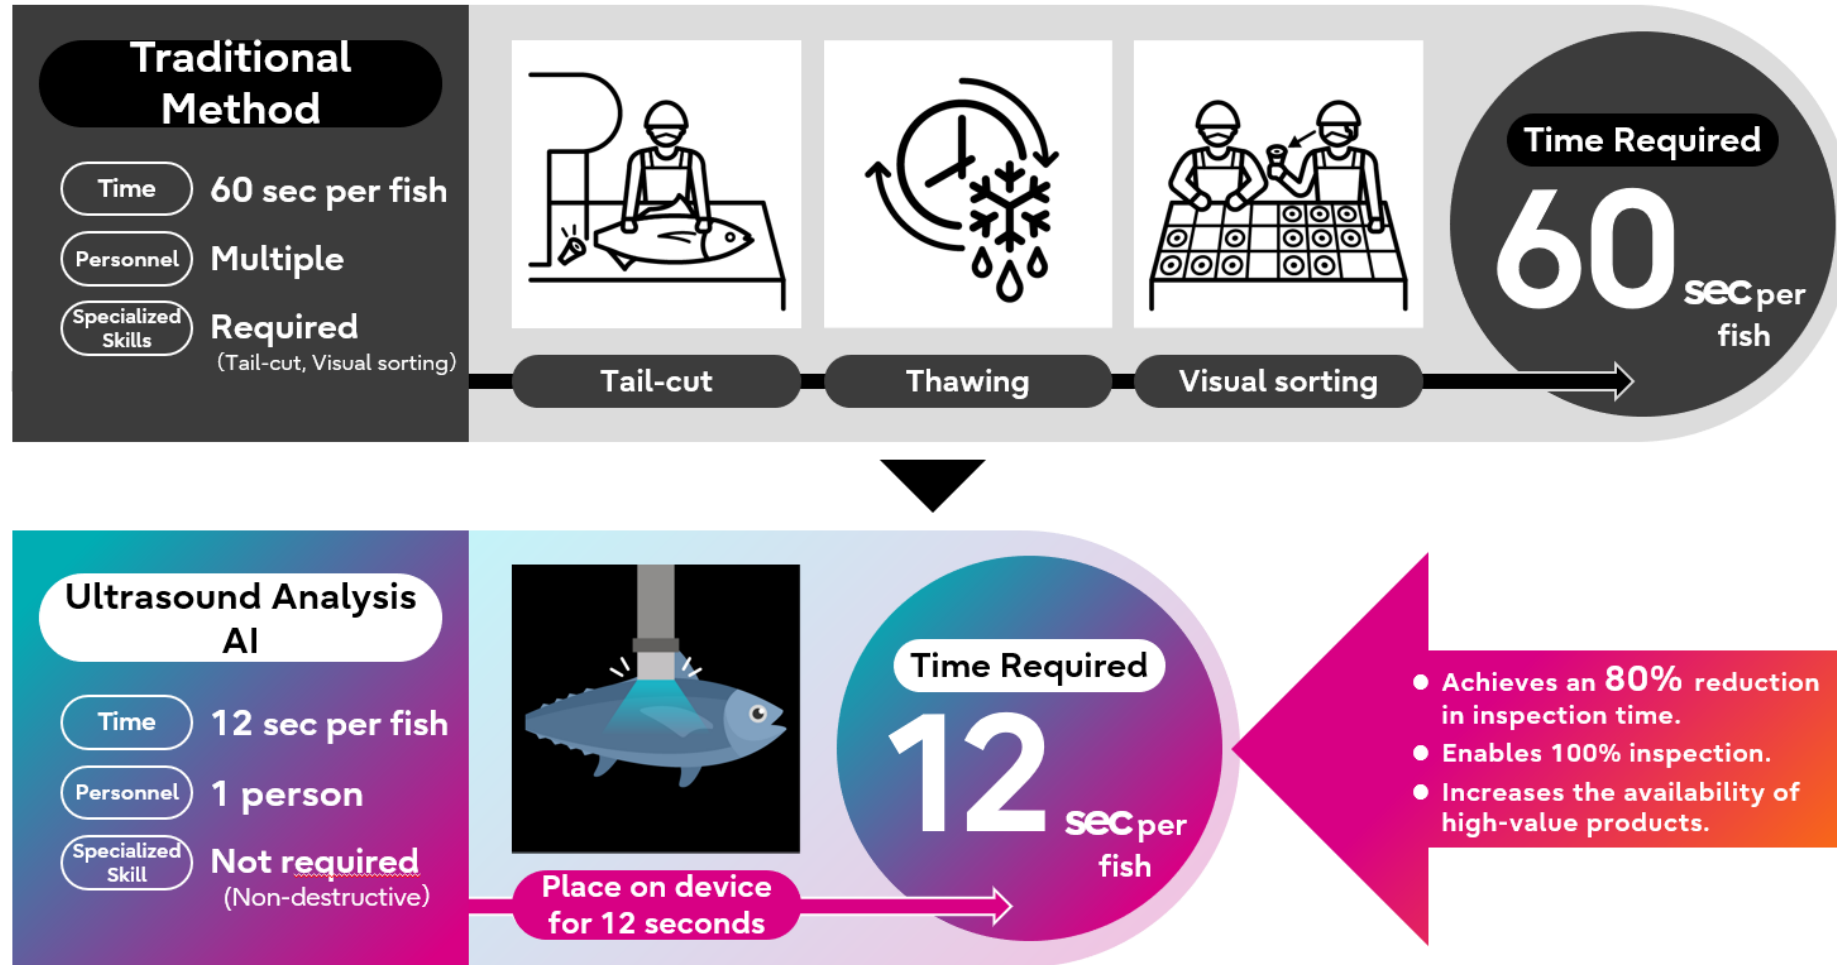 Traditional
Method
Time
60 sec per fish
Personnel
Multiple
Specialized
Skills
Required
(Tail-cut, Visual sorting)
Tail-cut
Thawing
Visual sorting
Time Required
60 sec per
fish
Ultrasound Analysis
AI
Time
12 sec per fish
Personnel
1 person
Specialized
Skill
Not required
(Non-destructive)
Place on device
for 12 seconds
Time Required
12 sec per
fish
● Achieves an 80% reduction
in inspection time.
● Enables 100% inspection.
● Increases the availability of
high-value products.